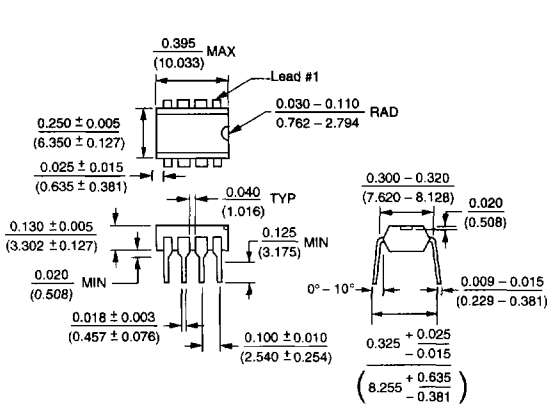 0.395 MAX
(10.033)
Lead #1
0.030 – 0.110 RAD
0.762 – 2.794
0.250 ± 0.005
(6.350 ± 0.127)
0.025 ± 0.015
(0.635 ± 0.381)
0.300 – 0.320
(7.620 – 8.128)
0.040 TYP
(1.016)
0.020
(0.508)
0.130 ± 0.005
(3.302 ± 0.127)
0.125 MIN
(3.175)
0.020 MIN
(0.508)
0° – 10°
0.009 – 0.015
(0.229 – 0.381)
0.018 ± 0.003
(0.457 ± 0.076)
0.100 ± 0.010
(2.540 ± 0.254)
0.325 + 0.025
– 0.015
(8.255 + 0.635
– 0.381)